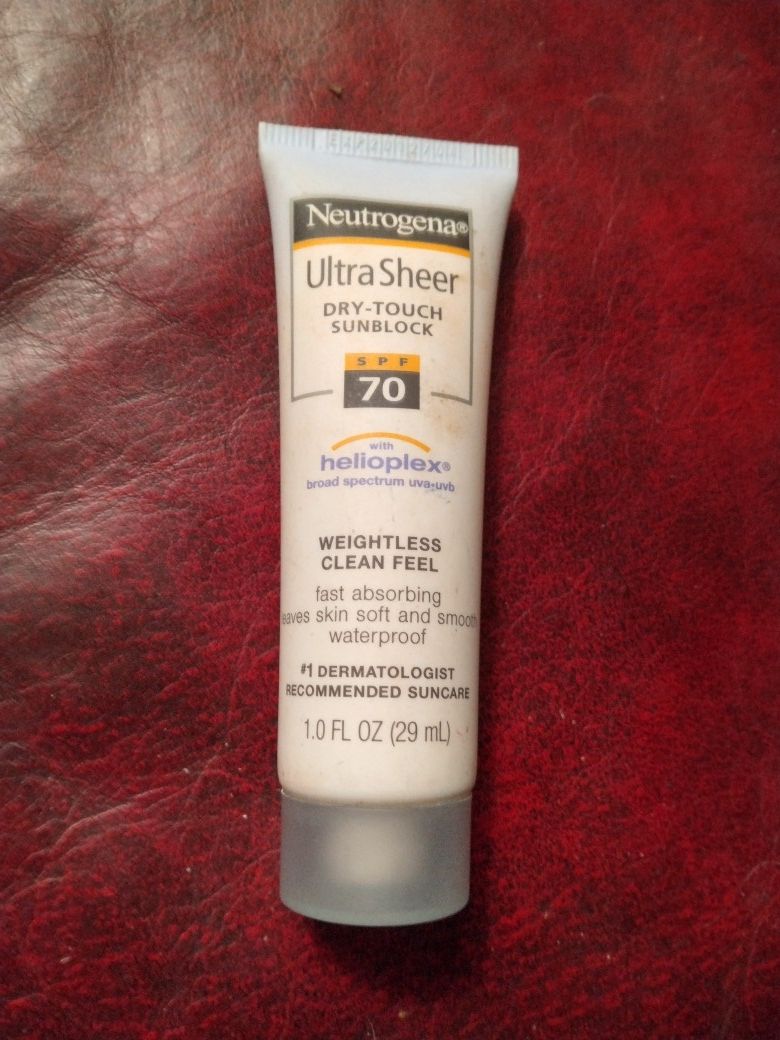 Neutrogena®
Ultra Sheer
DRY-TOUCH
SUNBLOCK
SPF
70
with
helioplex®
broad spectrum uva-uvb
WEIGHTLESS
CLEAN FEEL
fast absorbing
eaves skin soft and smooth
waterproof
#1 DERMATOLOGIST
RECOMMENDED SUNCARE
1.0 FL OZ (29 mL)